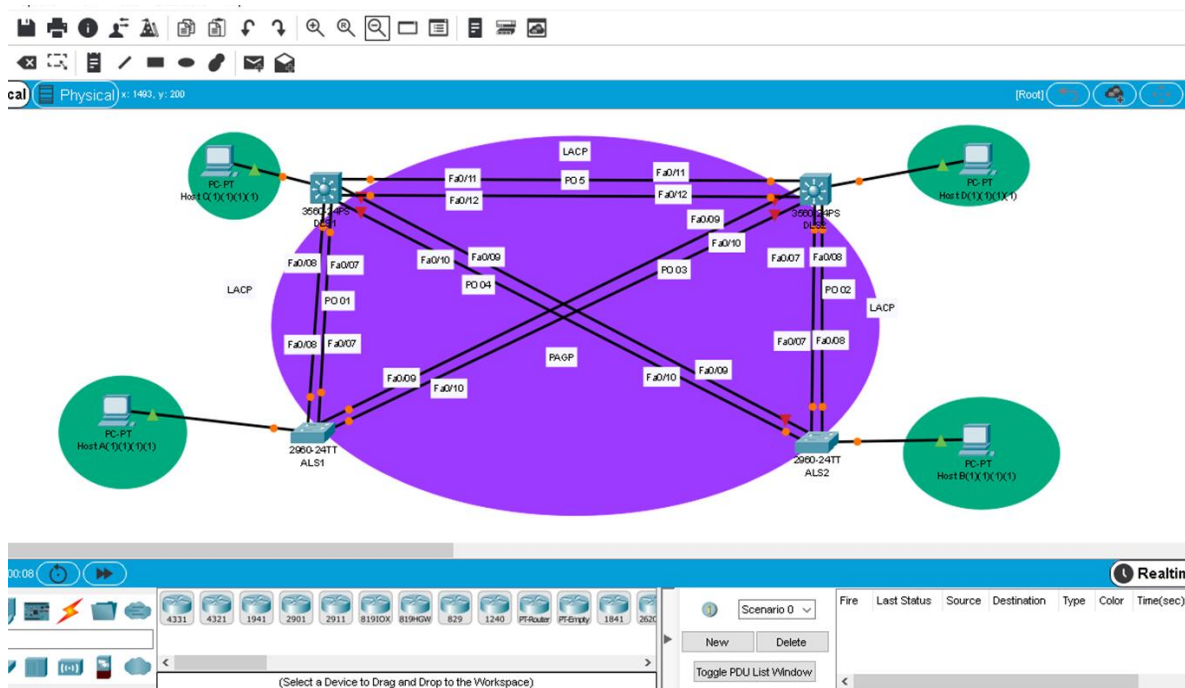 Physical x: 1493, y: 200
[Root]
LACP
Fa0/11
Fa0/11
PO 5
Fa0/12
Fa0/12
PC-PT
Host C(1)(1)(1)(1)
PC-PT
Host D(1)(1)(1)(1)
3560-24PS
DLS1
3560-24PS
Fa0/09
Fa0/10
Fa0/08
Fa0/07
Fa0/10
Fa0/09
Fa0/07
Fa0/08
PO 03
PO 04
LACP
PO 01
PO 02
LACP
Fa0/08
Fa0/07
Fa0/07
Fa0/08
PAGP
Fa0/09
Fa0/10
Fa0/10
Fa0/09
PC-PT
Host A(1)(1)(1)(1)
2960-24TT
ALS1
2960-24TT
ALS2
PC-PT
Host B(1)(1)(1)(1)
00:08
Realtim
4331
4321
1941
2901
2911
819IOX
819HGW
829
1240
PT-Router
PT-Empty
1841
2620
(Select a Device to Drag and Drop to the Workspace)
Scenario 0
New
Delete
Toggle PDU List Window
Fire Last Status Source Destination Type Color Time(sec)